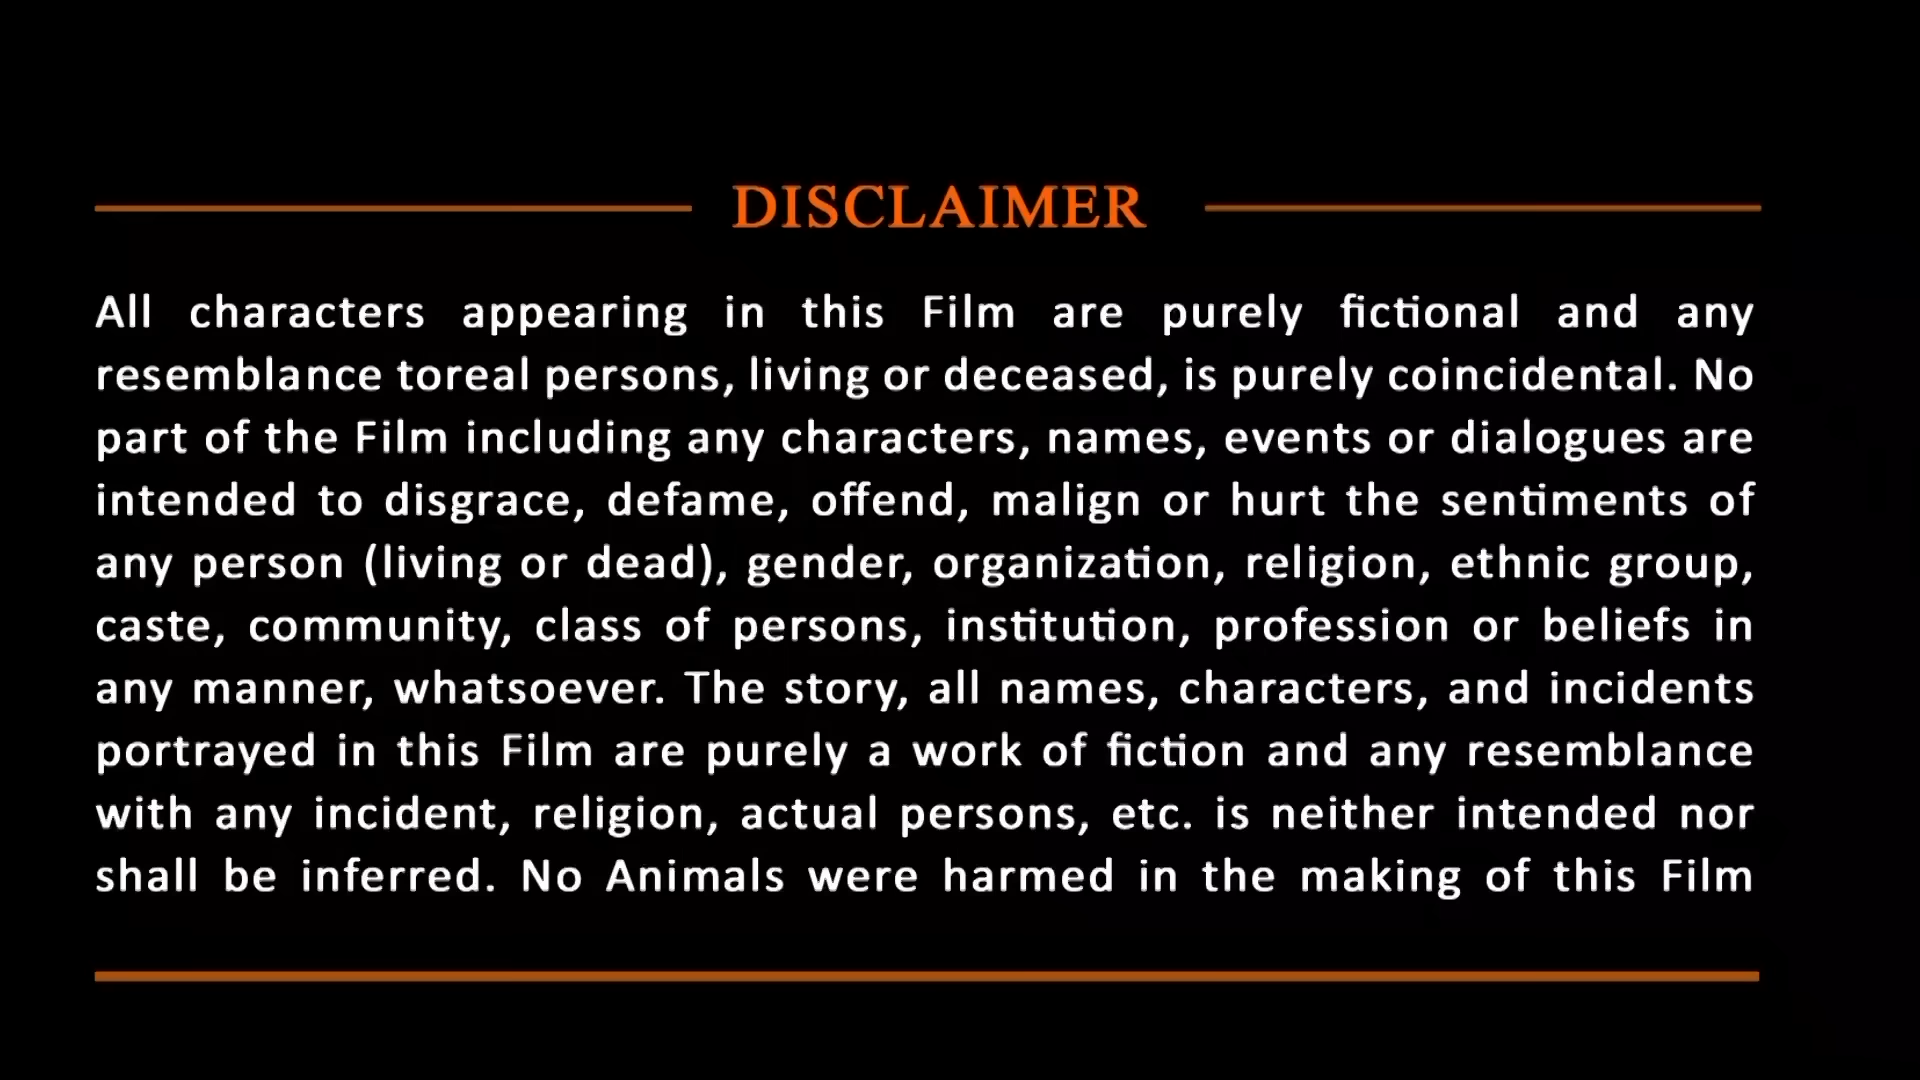 DISCLAIMER
All characters appearing in this Film are purely fictional and any
resemblance toreal persons, living or deceased, is purely coincidental. No
part of the Film including any characters, names, events or dialogues are
intended to disgrace, defame, offend, malign or hurt the sentiments of
any person (living or dead), gender, organization, religion, ethnic group,
caste, community, class of persons, institution, profession or beliefs in
any manner, whatsoever. The story, all names, characters, and incidents
portrayed in this Film are purely a work of fiction and any resemblance
with any incident, religion, actual persons, etc. is neither intended nor
shall be inferred. No Animals were harmed in the making of this Film